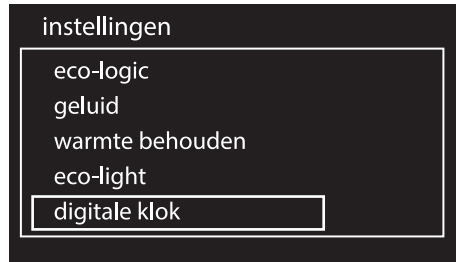 instellingen
eco-logic
geluid
warmte behouden
eco-light
digitale klok